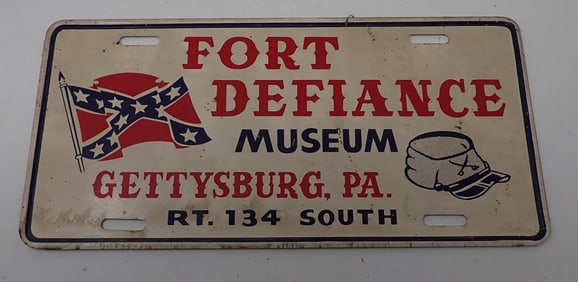 FORT
DEFIANCE
MUSEUM
GETTYSBURG, PA.
RT. 134 SOUTH